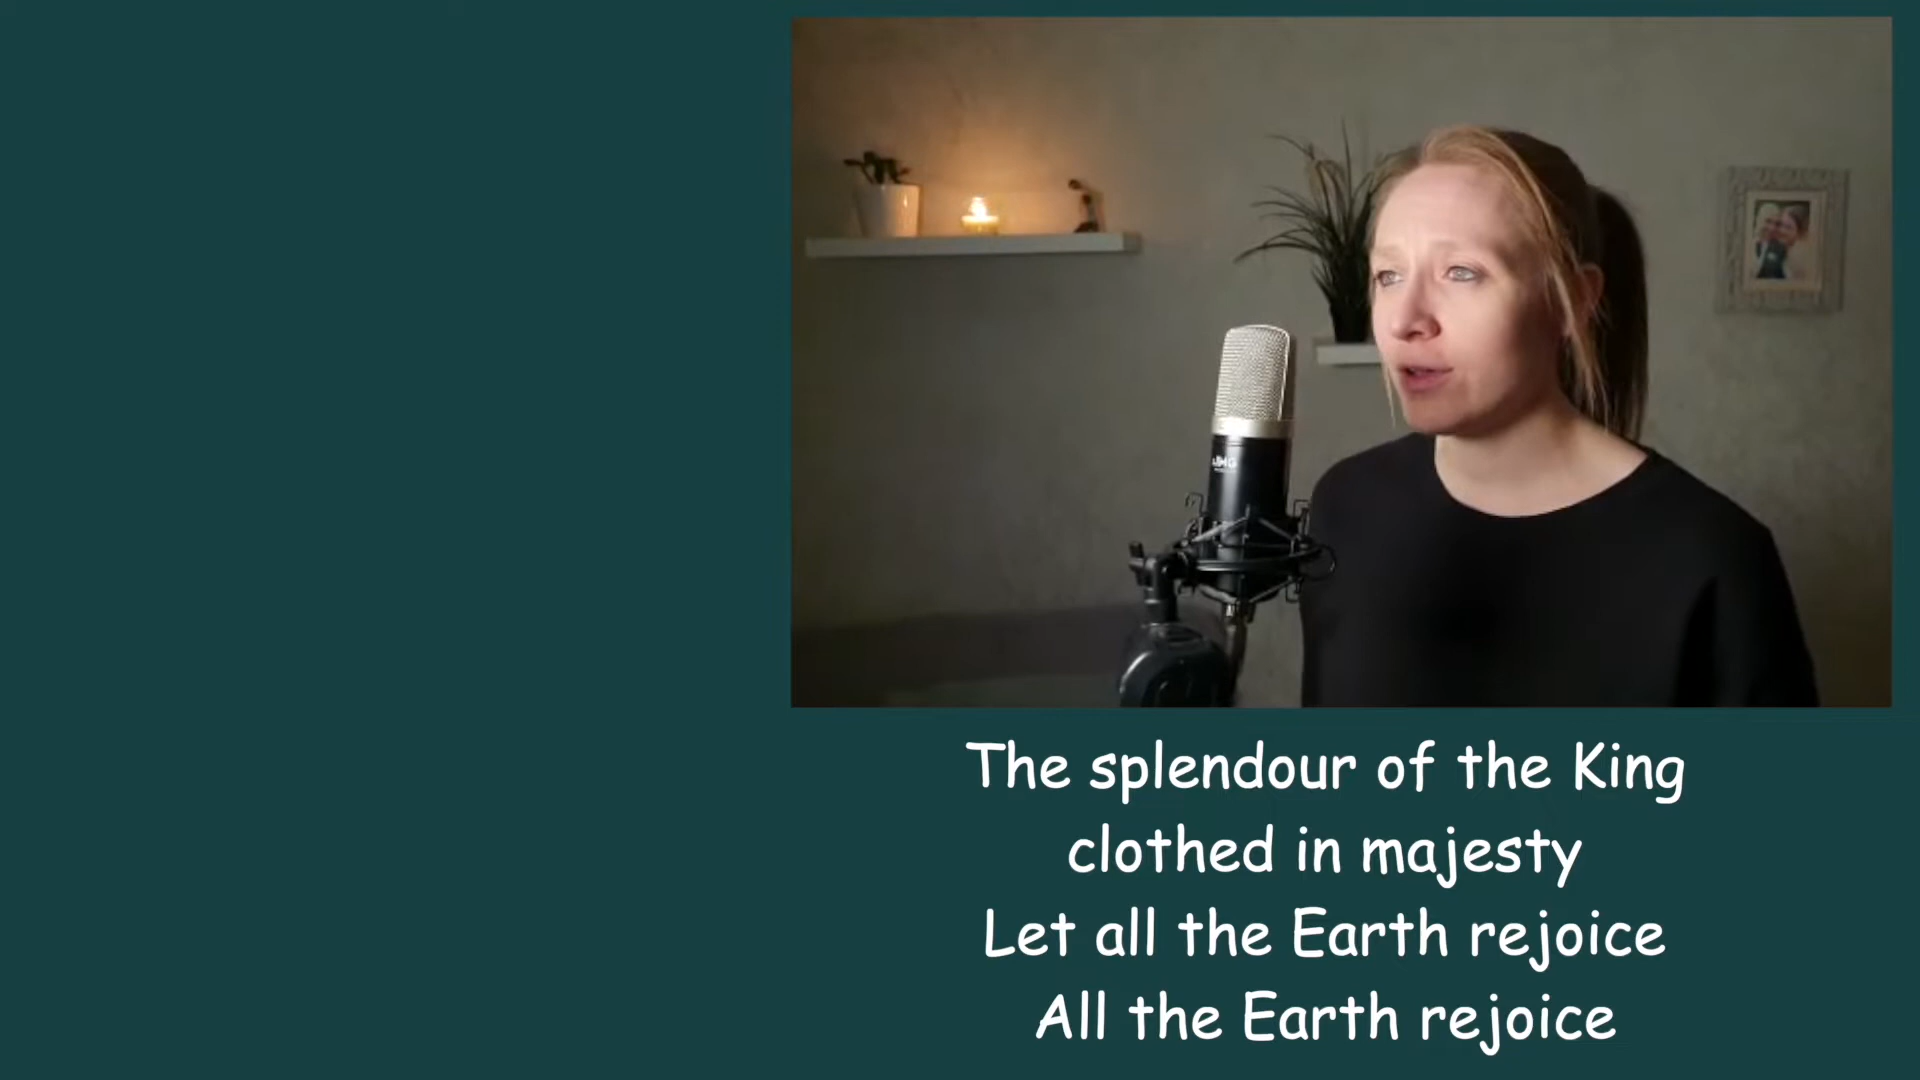 The splendour of the King
clothed in majesty
Let all the Earth rejoice
All the Earth rejoice